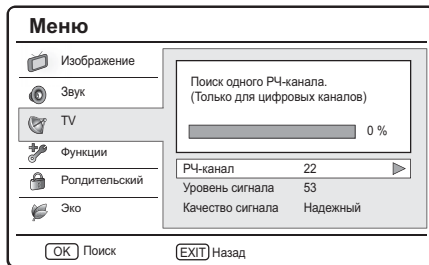 Меню
Изображение
Звук
TV
Функции
Ролдительский
Эко
Поиск одного РЧ-канала.
(Только для цифровых каналов)
0 %
РЧ-канал 22
Уровень сигнала 53
Качество сигнала Надежный
OK Поиск EXIT Назад